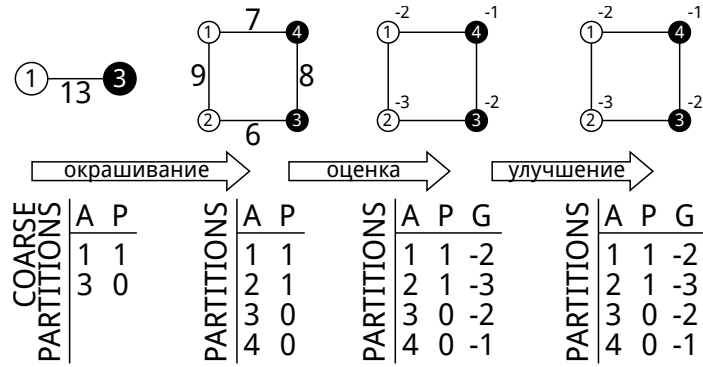 1 3
13
7
1 4
9 8
2 3
6
-2 -1
1 4
-3 -2
2 3
-2 -1
1 4
-3 -2
2 3
окрашивание
оценка
улучшение
COARSE
PARTITIONS
A P
1 1
3 0
PARTITIONS
A P
1 1
2 1
3 0
4 0
PARTITIONS
A P G
1 1 -2
2 1 -3
3 0 -2
4 0 -1
PARTITIONS
A P G
1 1 -2
2 1 -3
3 0 -2
4 0 -1